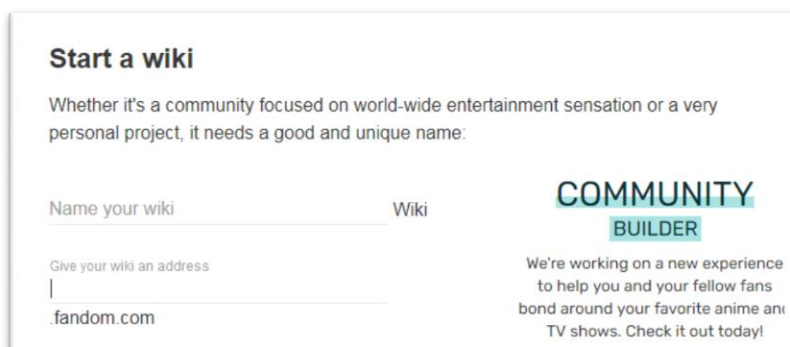 Start a wiki
Whether it's a community focused on world-wide entertainment sensation or a very
personal project, it needs a good and unique name:
Name your wiki
Wiki
Give your wiki an address
.fandom.com
COMMUNITY
BUILDER
We're working on a new experience
to help you and your fellow fans
bond around your favorite anime and
TV shows. Check it out today!